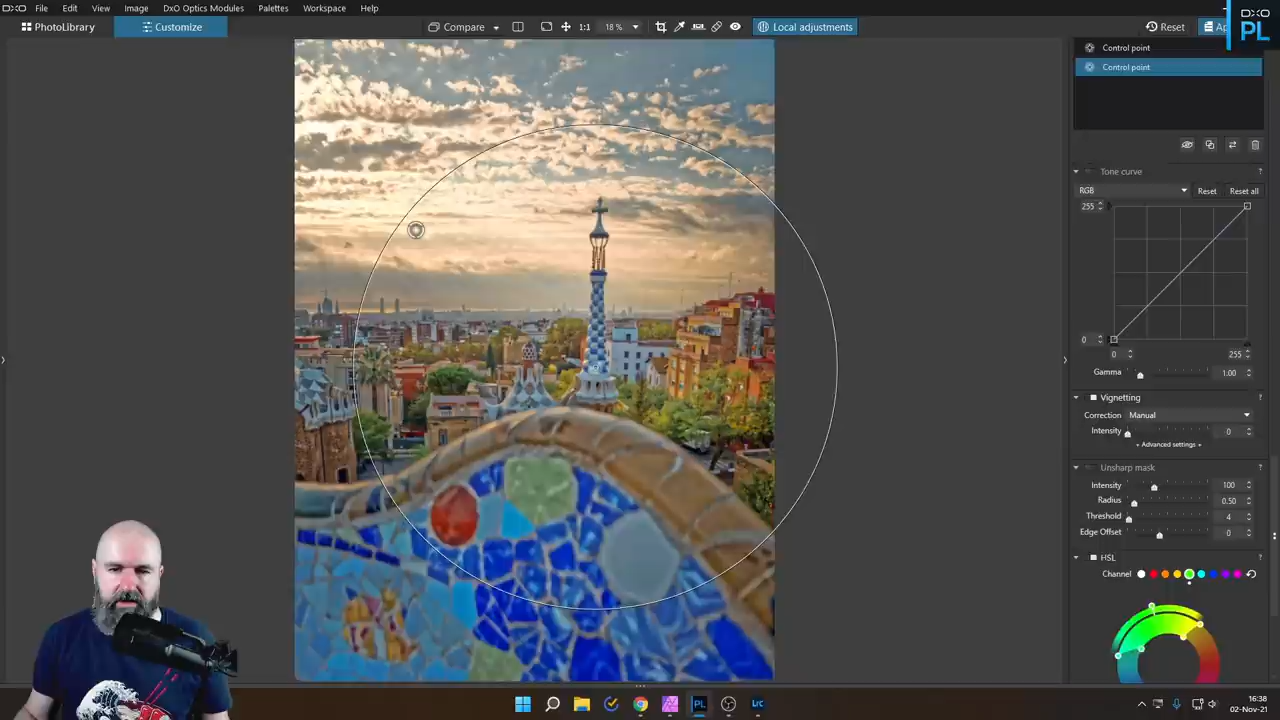 DxO File Edit View Image DxO Optics Modules Palettes Workspace Help
PhotoLibrary Customize Compare 1:1 18 % Local adjustments Reset
DXO
PL
Control point
Control point
Tone curve ?
RGB Reset Reset all
255
0
0 255
Gamma 1.00
Vignetting ?
Correction Manual
Intensity 0
Advanced settings
Unsharp mask ?
Intensity 100
Radius 0.50
Threshold 4
Edge Offset 0
HSL ?
Channel
PL LrC
16:38
02-Nov-21